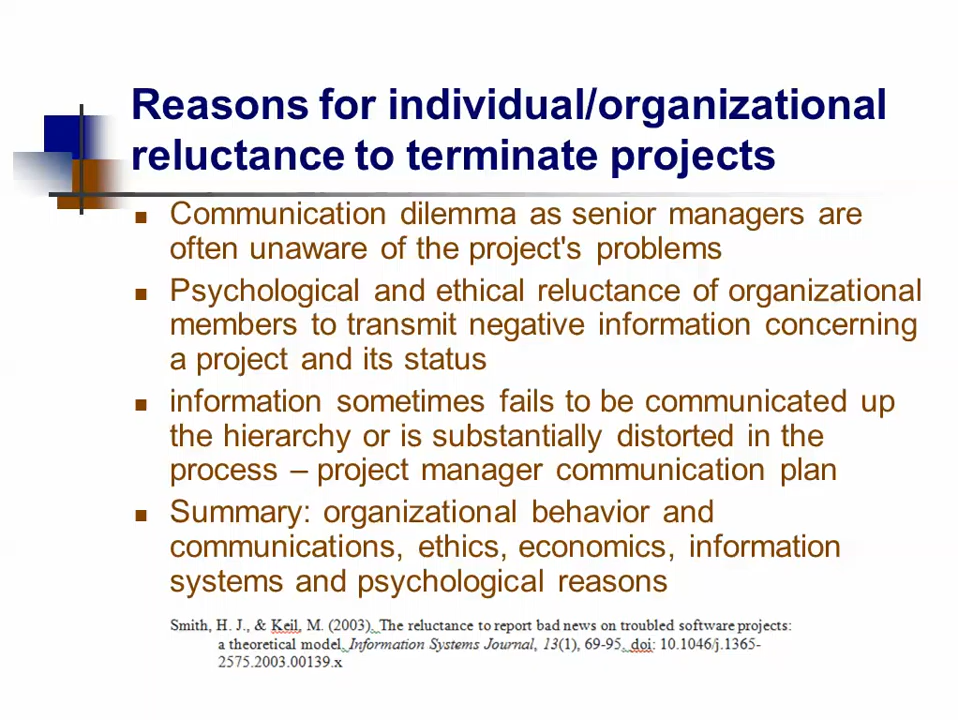 Reasons for individual/organizational
reluctance to terminate projects
Communication dilemma as senior managers are
often unaware of the project's problems
Psychological and ethical reluctance of organizational
members to transmit negative information concerning
a project and its status
information sometimes fails to be communicated up
the hierarchy or is substantially distorted in the
process – project manager communication plan
Summary: organizational behavior and
communications, ethics, economics, information
systems and psychological reasons
Smith, H. J., & Keil, M. (2003). The reluctance to report bad news on troubled software projects:
a theoretical model. Information Systems Journal, 13(1), 69-95. doi: 10.1046/j.1365-
2575.2003.00139.x